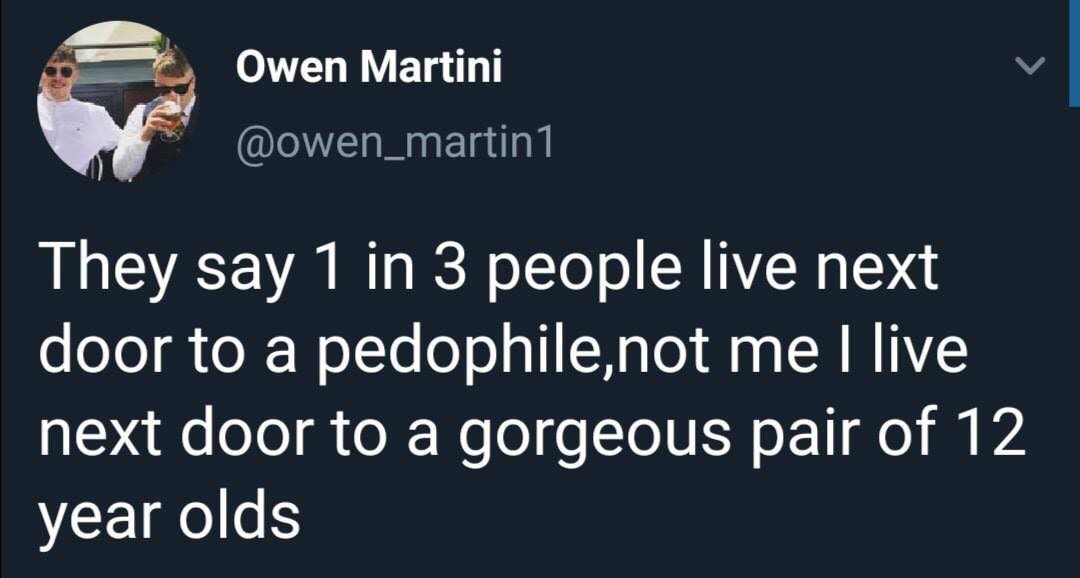 Owen Martini
@owen_martin1
They say 1 in 3 people live next
door to a pedophile,not me I live
next door to a gorgeous pair of 12
year olds